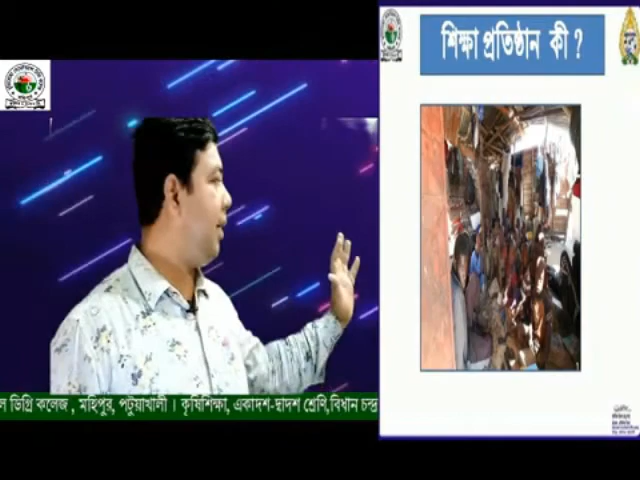 শিক্ষা প্রতিষ্ঠান কী ?
ল ডিগ্রি কলেজ , মহিপুর, পটুয়াখালী । কৃষিশিক্ষা, একাদশ-দ্বাদশ শ্রেণি,বিধান চন্দ্র